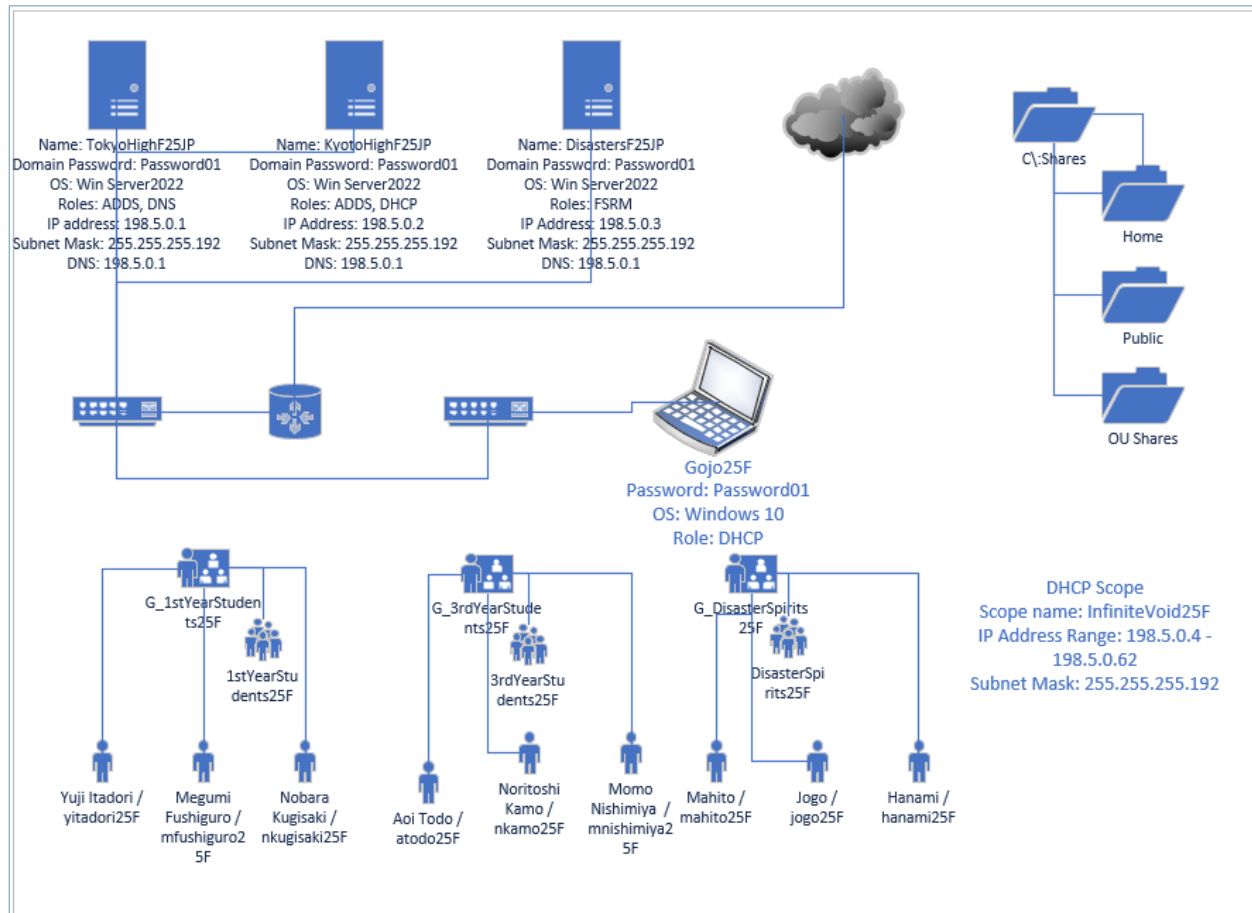 Name: TokyoHighF25JP
Domain Password: Password01
OS: Win Server2022
Roles: ADDS, DNS
IP address: 198.5.0.1
Subnet Mask: 255.255.255.192
DNS: 198.5.0.1
Name: KyotoHighF25JP
Domain Password: Password01
OS: Win Server2022
Roles: ADDS, DHCP
IP Address: 198.5.0.2
Subnet Mask: 255.255.255.192
DNS: 198.5.0.1
Name: DisastersF25JP
Domain Password: Password01
OS: Win Server2022
Roles: FSRM
IP Address: 198.5.0.3
Subnet Mask: 255.255.255.192
DNS: 198.5.0.1
C\:Shares
Home
Public
OU Shares
Gojo25F
Password: Password01
OS: Windows 10
Role: DHCP
G_1stYearStuden
ts25F
1stYearStu
dents25F
Yuji Itadori /
yitadori25F
Megumi
Fushiguro /
mfushiguro2
5F
Nobara
Kugisaki /
nkugisaki25F
G_3rdYearStude
nts25F
3rdYearStu
dents25F
Aoi Todo /
atodo25F
Noritoshi
Kamo /
nkamo25F
Momo
Nishimiya /
mnishimiya2
5F
G_DisasterSpirits
25F
DisasterSpi
rits25F
Mahito /
mahito25F
Jogo /
jogo25F
Hanami /
hanami25F
DHCP Scope
Scope name: InfiniteVoid25F
IP Address Range: 198.5.0.4 -
198.5.0.62
Subnet Mask: 255.255.255.192